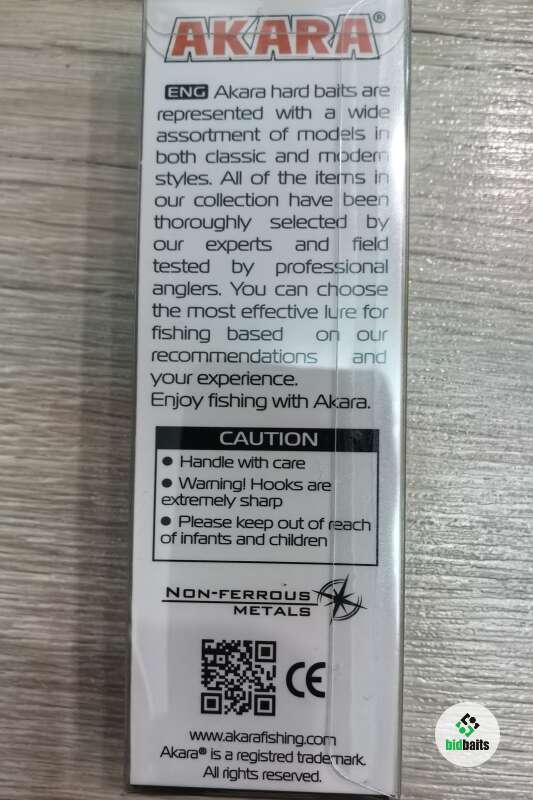 AKARA®
ENG Akara hard baits are
represented with a wide
assortment of models in
both classic and modern
styles. All of the items in
our collection have been
thoroughly selected by
our experts and field
tested by professional
anglers. You can choose
the most effective lure for
fishing based on our
recommendations and
your experience.
Enjoy fishing with Akara.
CAUTION
● Handle with care
● Warning! Hooks are
extremely sharp
● Please keep out of reach
of infants and children
NON-FERROUS
METALS
CE
www.akarafishing.com
Akara® is a registred trademark.
All rights reserved.
bidbaits